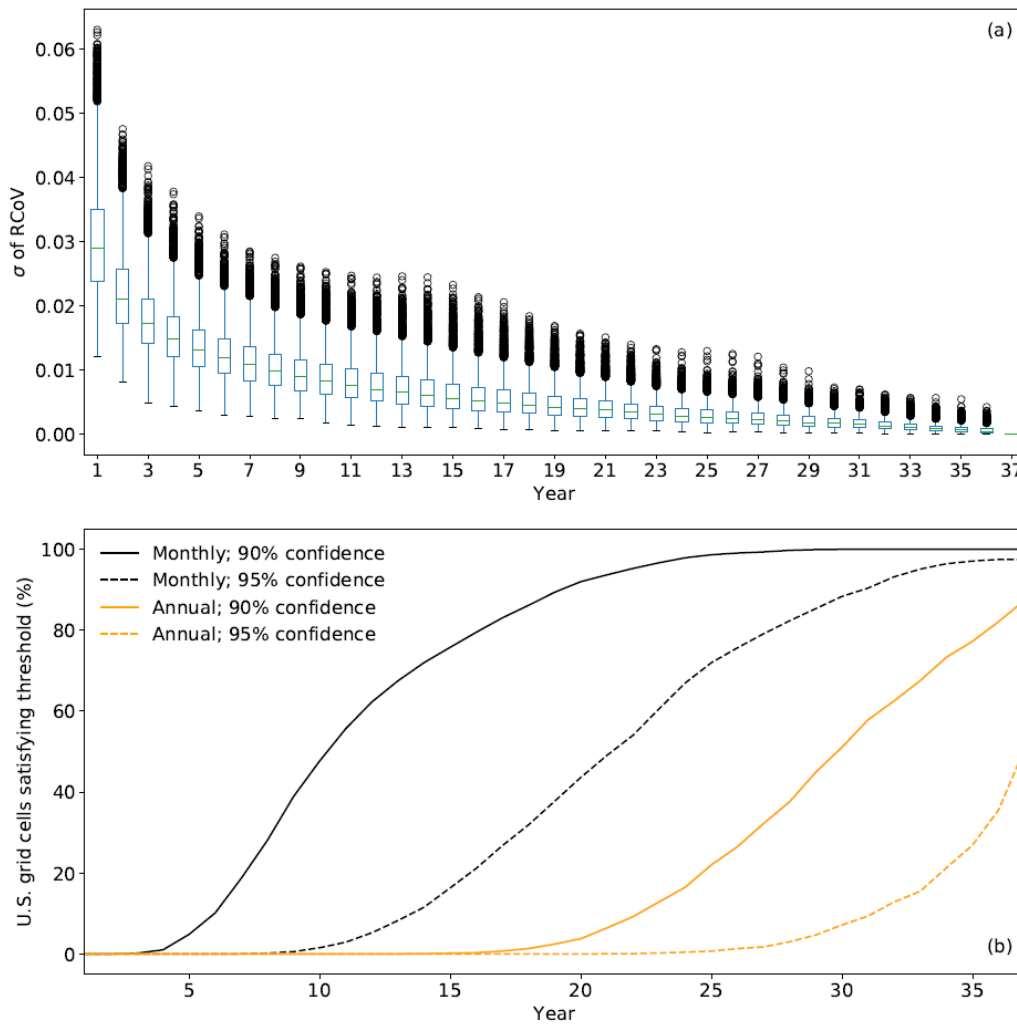 (a)
0.06
0.05
0.04
0.03
0.02
0.01
0.00
σ of RCoV
1 3 5 7 9 11 13 15 17 19 21 23 25 27 29 31 33 35 37
Year
Monthly; 90% confidence
Monthly; 95% confidence
Annual; 90% confidence
Annual; 95% confidence
100
80
60
40
20
0
U.S. grid cells satisfying threshold (%)
(b)
5 10 15 20 25 30 35
Year